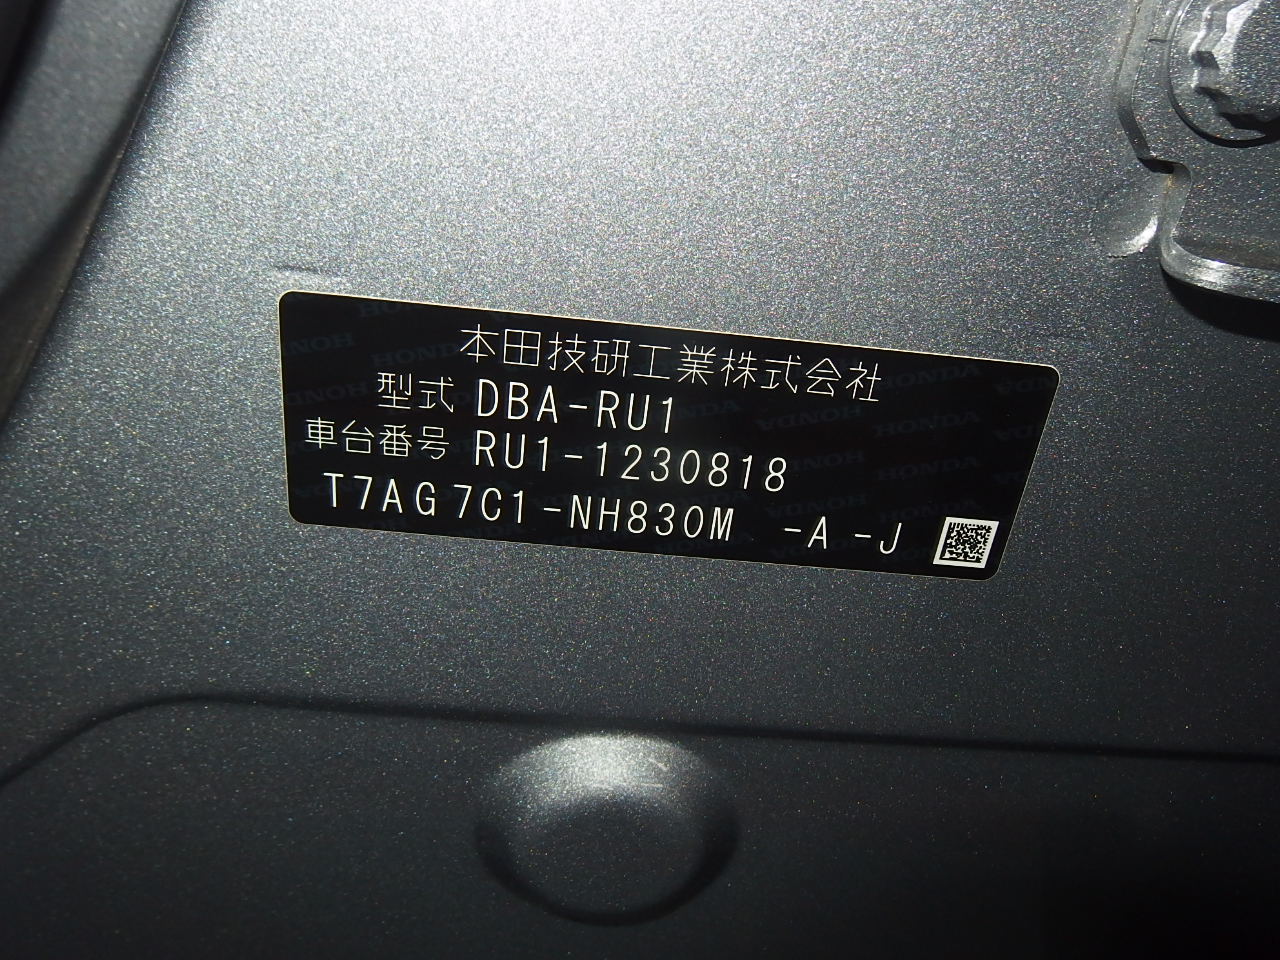 本田技研工業株式会社
型式 DBA-RU1
車台番号 RU1-1230818
T7AG7C1-NH830M -A -J